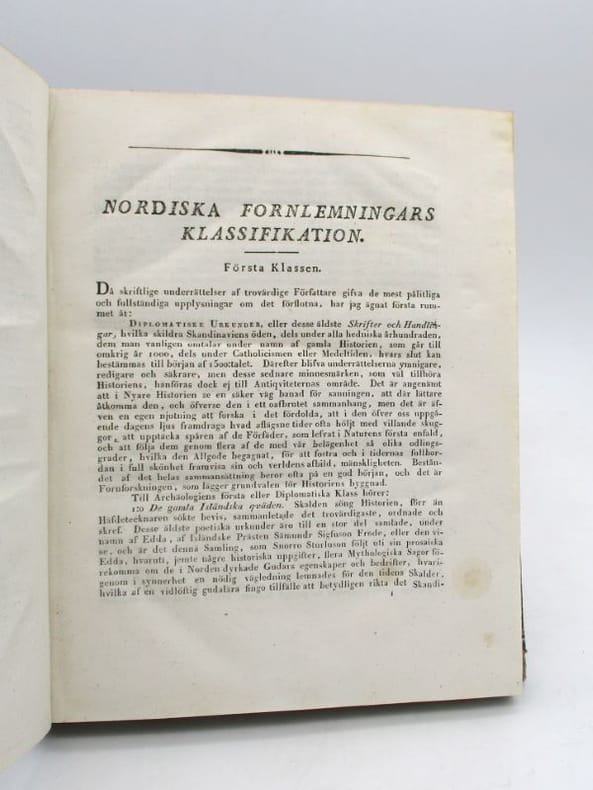 NORDISKA FORNLEMNINGARS
KLASSIFIKATION.
Första Klassen.
Då skriftlige underrättelser af trovärdige Författare gifva de mest pålitliga
och fullständiga upplysningar om det förflutna, har jag ägnat första rum-
met åt:
DIPLOMATISKE URKUNDER, eller desse äldste Skrifter och Handlin-
gar, hvilka skildra Skandinaviens öden, dels under alla hedniska århundraden,
dem man vanligen omtalar under namn af gamla Historien, som går till
omkrig år 1000, dels under Catholicismen eller Medeltiden, hvars slut kan
bestämmas till början af 1500talet. Därefter blifva underrättelserna ymnigare,
redigare och säkrare, men desse sednare minnesmärken, som väl tillhöra
Historiens, hänföras dock ej till Antiqviteternas område. Det är angenämt
att i Nyare Historien se en säker väg banad för sanningen, att där lättare
åtkomma den, och öfverse den i ett oafbrutet sammanhang, men det är äf-
ven en egen njutning att forska i det fördolda, att i den öfver oss uppgå-
ende dagens ljus framdraga hvad aflägsne tider ofta höljt med villande skug-
gor, att upptäcka spåren af de Förfäder, som lefvat i Naturens första enfald,
och att följa dem genom flera af de med vår belägenhet så olika odlings-
grader, hvilka den Allgode begagnat, för att fostra och i tidernas fullbor-
dan i full skönhet framvisa sin och verldens afbild, mänskligheten. Bestån-
det af det helas sammansättning beror ofta på en god början, och det är
Fornforskningen, som lägger grundvalen för Historiens byggnad.
Till Archäologiens första eller Diplomatiska Klass hörer:
1:o De gamla Isländska qväden. Skalden söng Historien, förr än
Häfdetecknaren sökte bevis, sammanletade det trovärdigaste, ordnade och
skref. Desse äldste poetiska urkunder äro till en stor del samlade, under
namn af Edda, af Isländske Prästen Sämundr Sigfuson Frode, eller den vi-
se, och är det denna Samling, som Snorro Sturluson följt uti sin prosaiska
Edda, hvaruti, jemte några historiska uppgifter, flera Mythologiska Sagor fö-
rekomma om de i Norden dyrkade Gudars egenskaper och bedrifter, hvari-
genom i synnerhet en nödig vägledning lemnades för den tidens Skalder,
hvilka af en vidlöftig gudalära fingo tillfälle att betydligen rikta det Skandi-